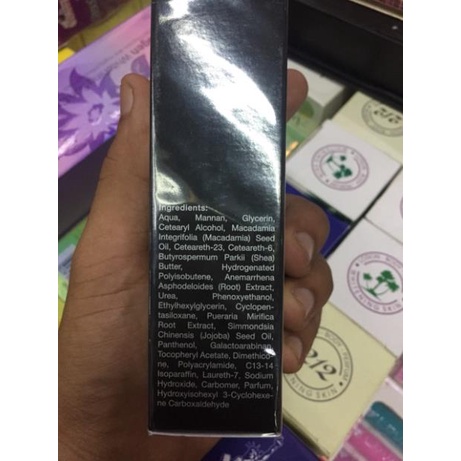 Ingredients:
Aqua, Mannan, Glycerin,
Cetearyl Alcohol, Macadamia
Integrifolia (Macadamia) Seed
Oil, Ceteareth-23, Ceteareth-6,
Butyrospermum Parkii (Shea)
Butter, Hydrogenated
Polyisobutene, Anemarrhena
Asphodeloides (Root) Extract,
Urea, Phenoxyethanol,
Ethylhexylglycerin, Cyclopen-
tasiloxane, Pueraria Mirifica
Root Extract, Simmondsia
Chinensis (Jojoba) Seed Oil,
Panthenol, Galactoarabinan,
Tocopheryl Acetate, Dimethico-
ne, Polyacrylamide, C13-14
Isoparaffin, Laureth-7, Sodium
Hydroxide, Carbomer, Parfum,
Hydroxyisohexyl 3-Cyclohexe-
ne Carboxaldehyde